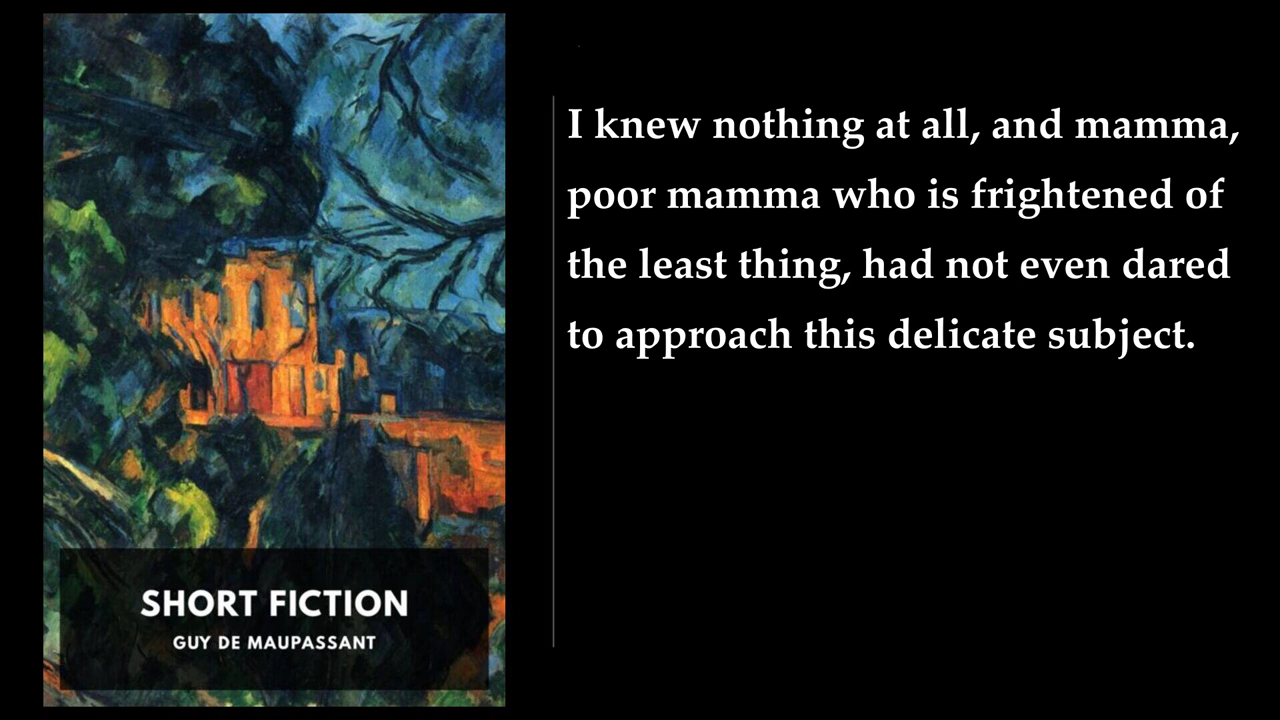 SHORT FICTION
GUY DE MAUPASSANT
I knew nothing at all, and mamma,
poor mamma who is frightened of
the least thing, had not even dared
to approach this delicate subject.